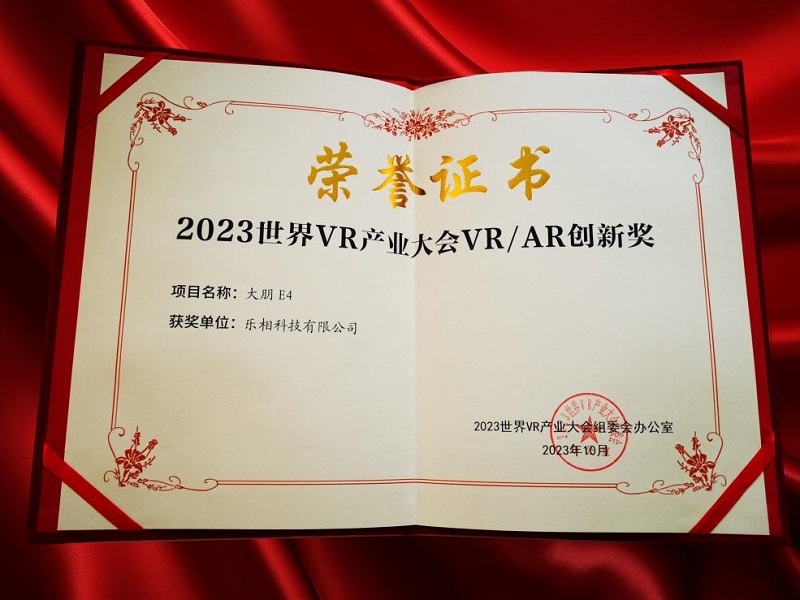 荣誉证书
2023世界VR产业大会VR/AR创新奖
项目名称：大朋 E4
获奖单位：乐相科技有限公司
2023世界VR产业大会组委会办公室
2023年10月